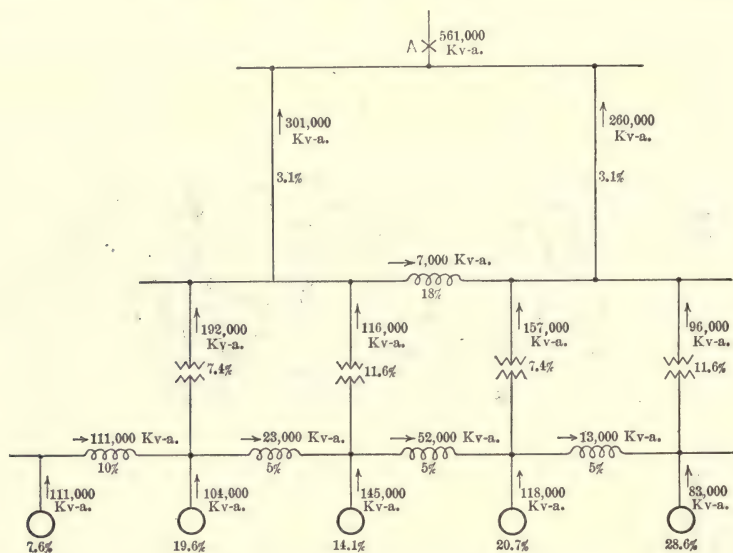 A
561,000
Kv-a.
301,000
Kv-a.
260,000
Kv-a.
3.1%
3.1%
7,000 Kv-a.
18%
192,000
Kv-a.
116,000
Kv-a.
157,000
Kv-a.
96,000
Kv-a.
7.4%
11.6%
7.4%
11.6%
111,000 Kv-a.
23,000 Kv-a.
52,000 Kv-a.
13,000 Kv-a.
10%
5%
5%
5%
111,000
Kv-a.
104,000
Kv-a.
145,000
Kv-a.
118,000
Kv-a.
83,000
Kv-a.
7.6%
19.6%
14.1%
20.7%
28.6%